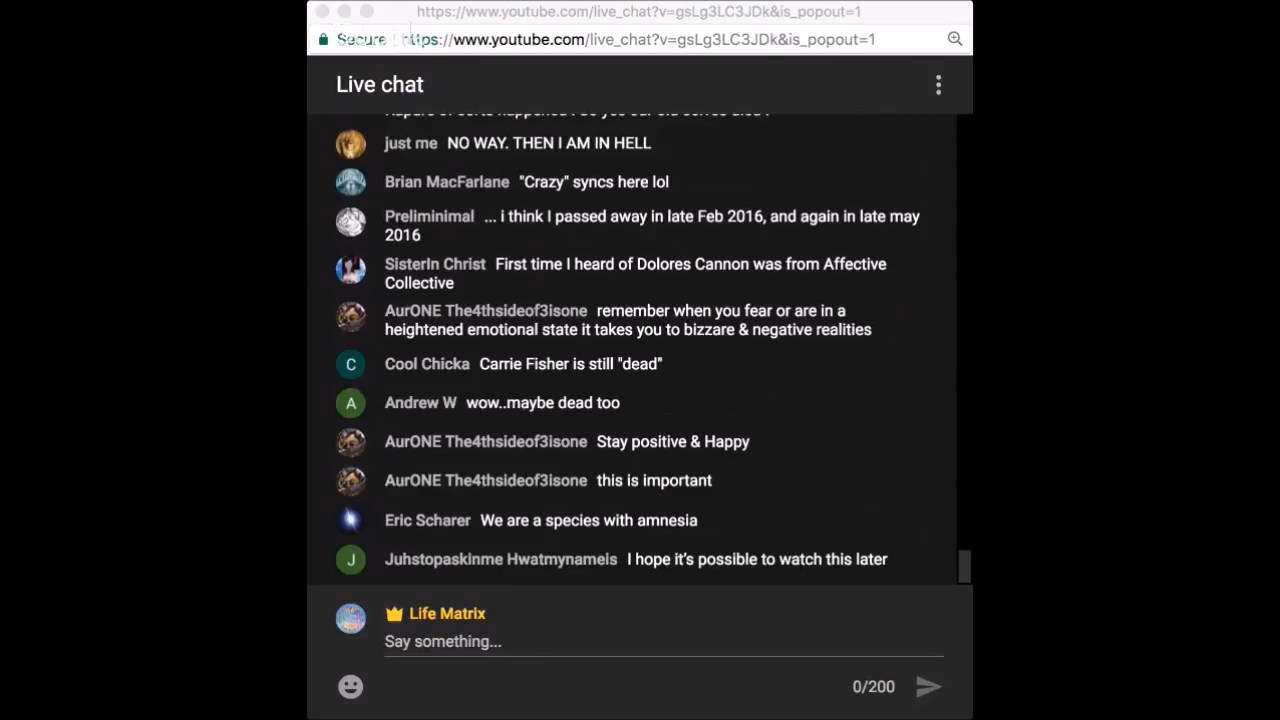 https://www.youtube.com/live_chat?v=gsLg3LC3JDk&is_popout=1
Secure https://www.youtube.com/live_chat?v=gsLg3LC3JDk&is_popout=1
Live chat
just me NO WAY. THEN I AM IN HELL
Brian MacFarlane "Crazy" syncs here lol
Preliminimal ... i think I passed away in late Feb 2016, and again in late may
2016
SisterIn Christ First time I heard of Dolores Cannon was from Affective
Collective
AurONE The4thsideof3isone remember when you fear or are in a
heightened emotional state it takes you to bizzare & negative realities
C Cool Chicka Carrie Fisher is still "dead"
A Andrew W wow..maybe dead too
AurONE The4thsideof3isone Stay positive & Happy
AurONE The4thsideof3isone this is important
Eric Scharer We are a species with amnesia
J Juhstopaskinme Hwatmynameis I hope it's possible to watch this later
Life Matrix
Say something...
0/200